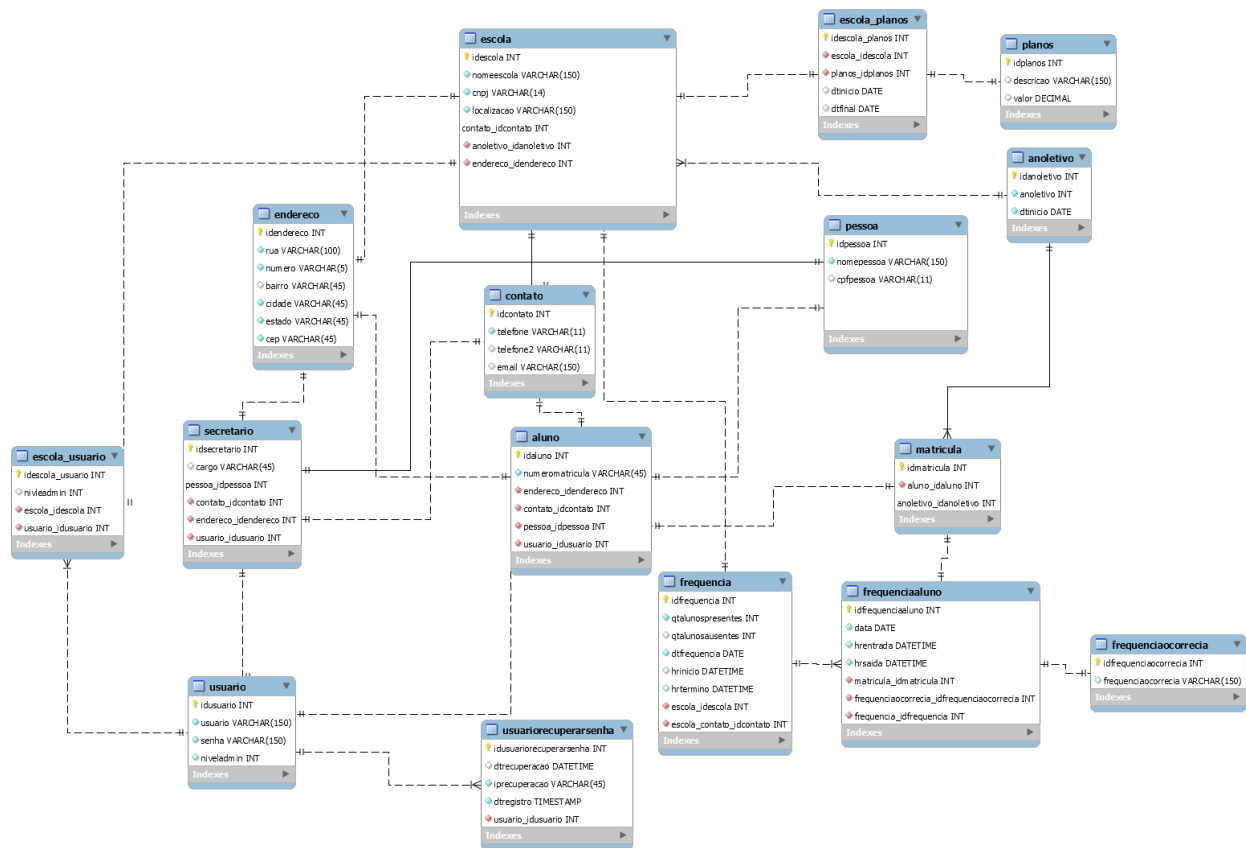 escola
idescola INT
nomeescola VARCHAR(150)
cnpj VARCHAR(14)
localizacao VARCHAR(150)
contato_idcontato INT
anoletivo_idanoletivo INT
endereco_idendereco INT
Indexes
escola_planos
idescola_planos INT
escola_idescola INT
planos_idplanos INT
dtinicio DATE
dtfinal DATE
Indexes
planos
idplanos INT
descricao VARCHAR(150)
valor DECIMAL
Indexes
anoletivo
idanoletivo INT
anoletivo INT
dtinicio DATE
Indexes
endereco
idendereco INT
rua VARCHAR(100)
numero VARCHAR(5)
bairro VARCHAR(45)
cidade VARCHAR(45)
estado VARCHAR(45)
cep VARCHAR(45)
Indexes
pessoa
idpessoa INT
nomepessoa VARCHAR(150)
cpfpessoa VARCHAR(11)
Indexes
contato
idcontato INT
telefone VARCHAR(11)
telefone2 VARCHAR(11)
email VARCHAR(150)
Indexes
escola_usuario
idescola_usuario INT
nivleadmin INT
escola_idescola INT
usuario_idusuario INT
Indexes
secretario
idsecretario INT
cargo VARCHAR(45)
pessoa_idpessoa INT
contato_idcontato INT
endereco_idendereco INT
usuario_idusuario INT
Indexes
aluno
idaluno INT
numeromatricula VARCHAR(45)
endereco_idendereco INT
contato_idcontato INT
pessoa_idpessoa INT
usuario_idusuario INT
Indexes
matricula
idmatricula INT
aluno_idaluno INT
anoletivo_idanoletivo INT
Indexes
frequencia
idfrequencia INT
qtalunospresentes INT
qtalunosausentes INT
dtfrequencia DATE
hrinicio DATETIME
hrtermino DATETIME
escola_idescola INT
escola_contato_idcontato INT
Indexes
frequenciaaluno
idfrequenciaaluno INT
data DATE
hrentrada DATETIME
hrsaida DATETIME
matricula_idmatricula INT
frequenciaocorrecia_idfrequenciaocorrecia INT
frequencia_idfrequencia INT
Indexes
frequenciaocorrecia
idfrequenciaocorrecia INT
frequenciaocorrecia VARCHAR(150)
Indexes
usuario
idusuario INT
usuario VARCHAR(150)
senha VARCHAR(150)
niveladmin INT
Indexes
usuariorecuperarsenha
idusuariorecuperarsenha INT
dtrecuperacao DATETIME
iprecuperacao VARCHAR(45)
dtregistro TIMESTAMP
usuario_idusuario INT
Indexes